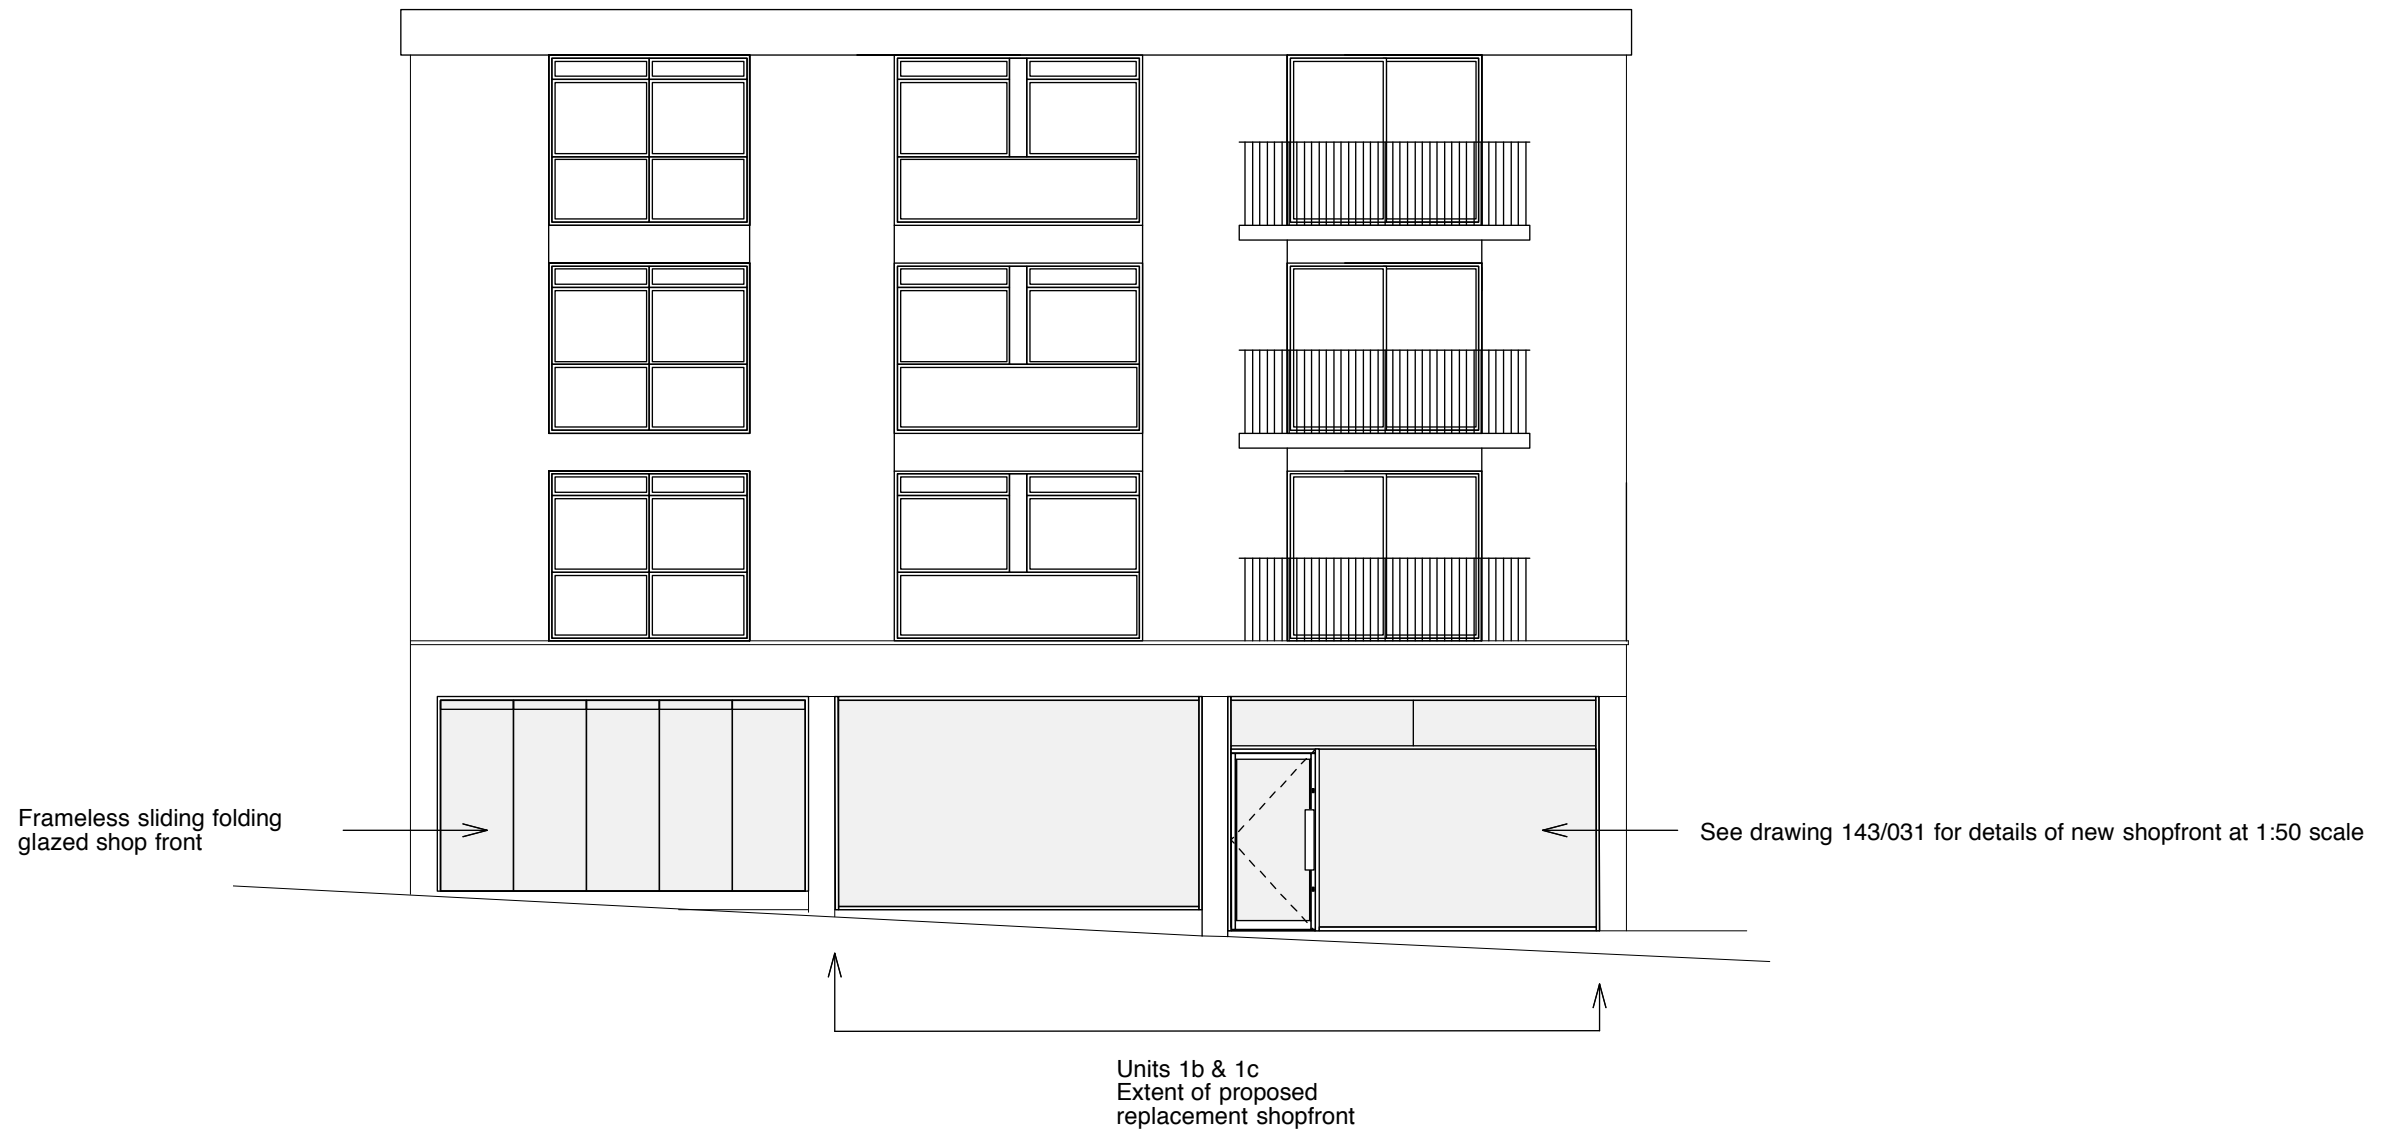 Frameless sliding folding
glazed shop front
See drawing 143/031 for details of new shopfront at 1:50 scale
Units 1b & 1c
Extent of proposed
replacement shopfront